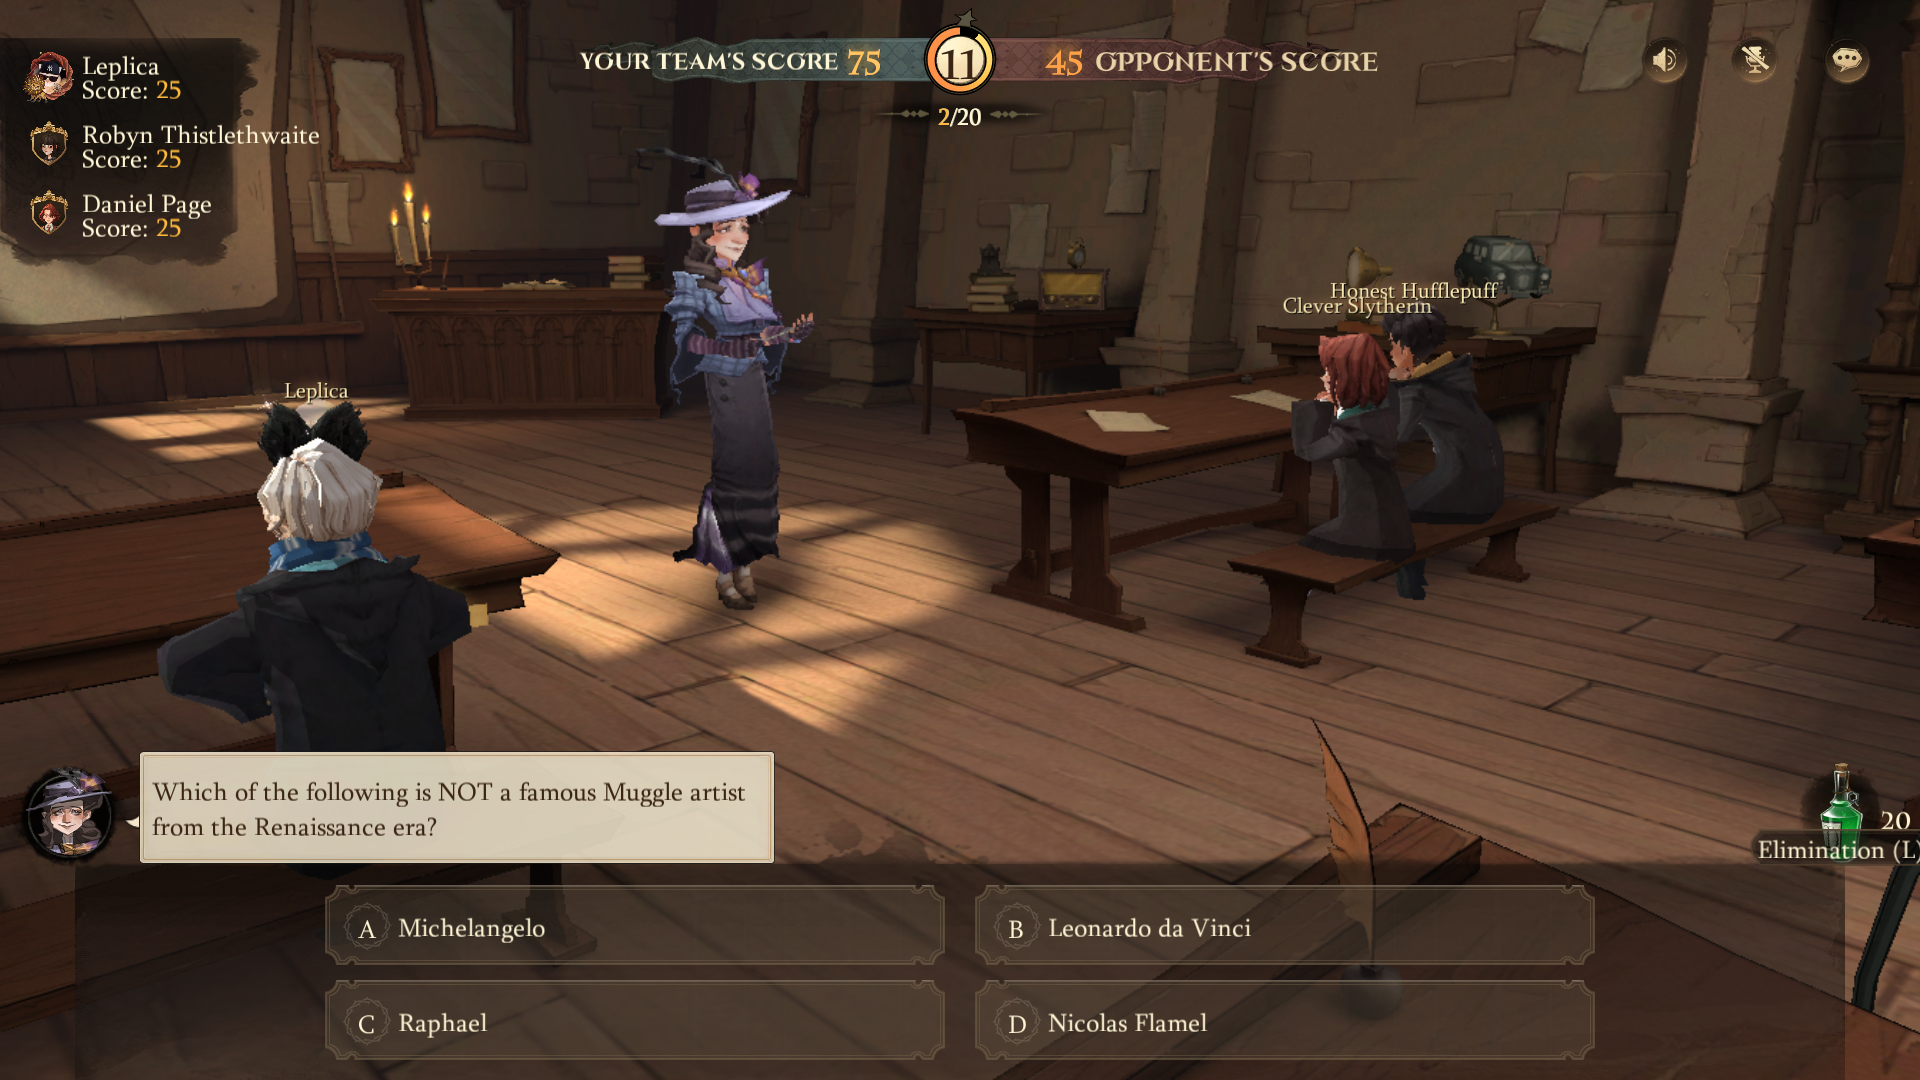 Leplica
Score: 25
Robyn Thistlethwaite
Score: 25
Daniel Page
Score: 25
YOUR TEAM'S SCORE 75
11
45 OPPONENT'S SCORE
2/20
Honest Hufflepuff
Clever Slytherin
Leplica
Which of the following is NOT a famous Muggle artist
from the Renaissance era?
20
Elimination (L)
A Michelangelo
B Leonardo da Vinci
C Raphael
D Nicolas Flamel